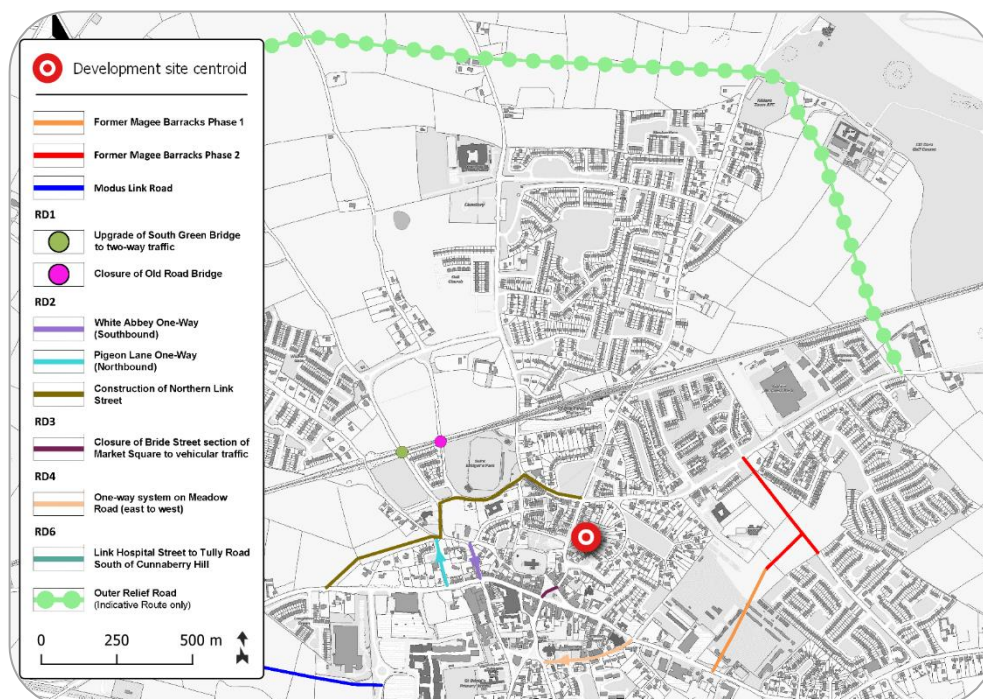 Development site centroid
Former Magee Barracks Phase 1
Former Magee Barracks Phase 2
Modus Link Road
RD1
Upgrade of South Green Bridge
to two-way traffic
Closure of Old Road Bridge
RD2
White Abbey One-Way
(Southbound)
Pigeon Lane One-Way
(Northbound)
Construction of Northern Link
Street
RD3
Closure of Bride Street section of
Market Square to vehicular traffic
RD4
One-way system on Meadow
Road (east to west)
RD6
Link Hospital Street to Tully Road
South of Cunnaberry Hill
Outer Relief Road
(Indicative Route only)
0 250 500 m